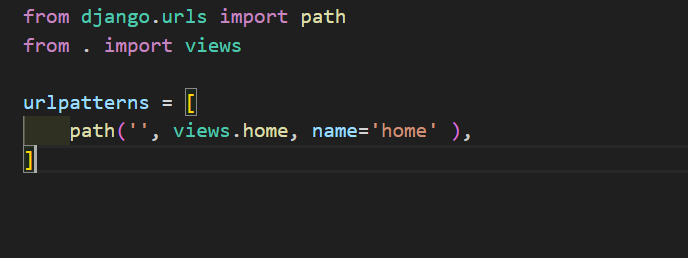 from django.urls import path
from . import views
urlpatterns = [
path('', views.home, name='home' ),
]